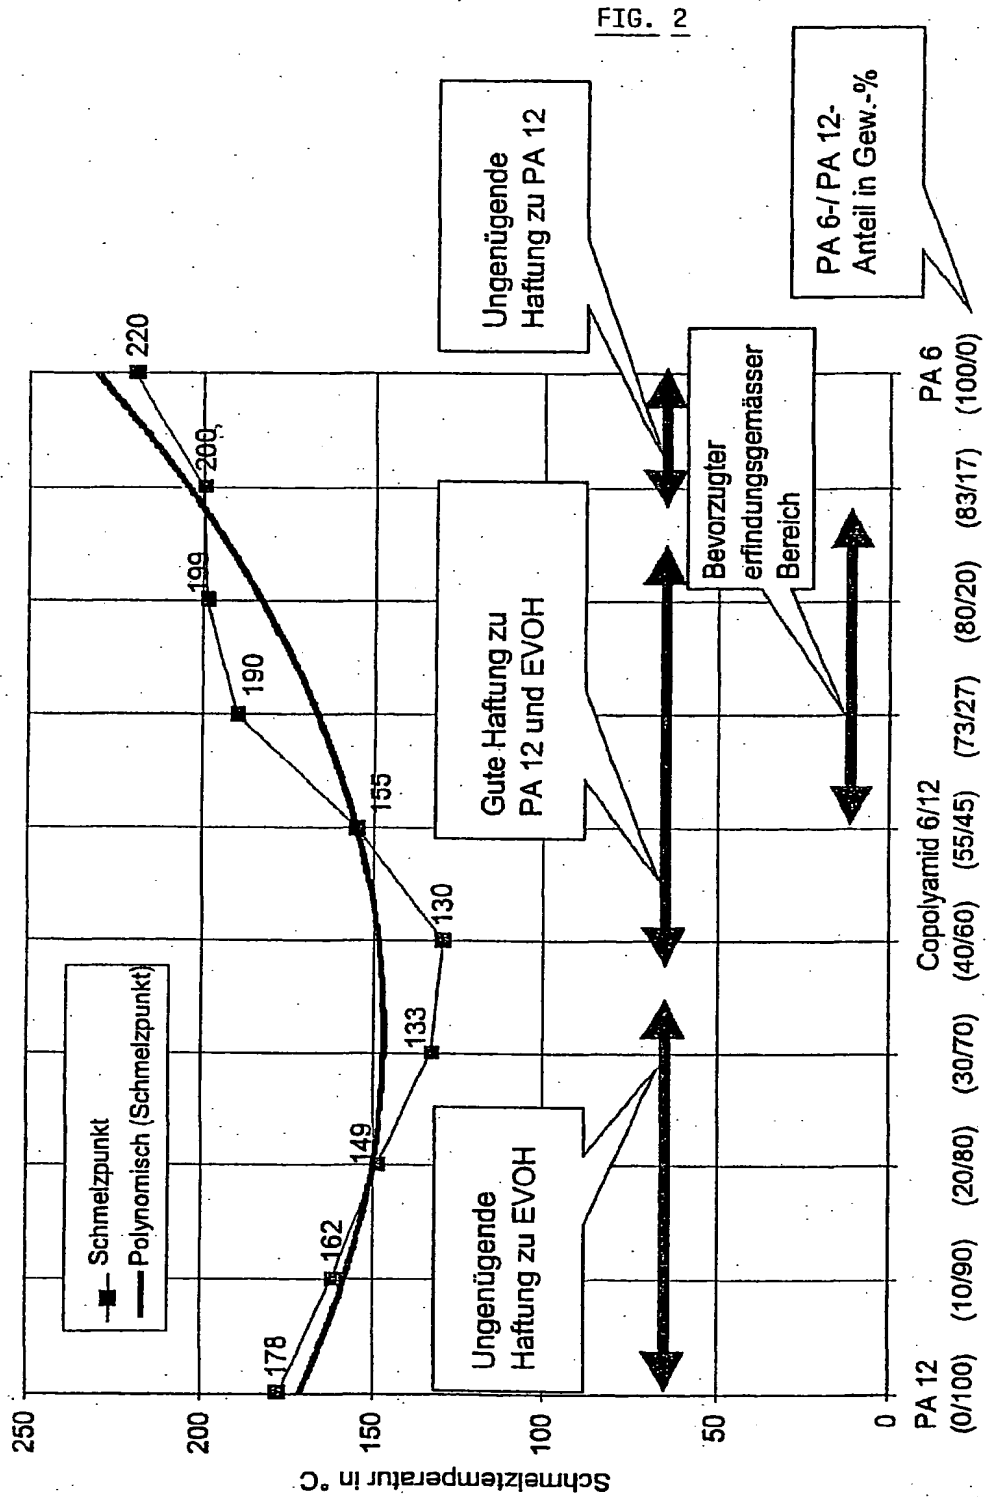 FIG. 2
Schmelztemperatur in °C
250
200
150
100
50
0
Schmelzpunkt
Polynomisch (Schmelzpunkt)
178
162
149
133
130
155
190
199
200
220
Ungenügende
Haftung zu EVOH
Gute Haftung zu
PA 12 und EVOH
Ungenügende
Haftung zu PA 12
Bevorzugter
erfindungsgemässer
Bereich
PA 6-/ PA 12-
Anteil in Gew.-%
PA 12
Copolyamid 6/12
PA 6
(0/100)
(10/90)
(20/80)
(30/70)
(40/60)
(55/45)
(73/27)
(80/20)
(83/17)
(100/0)